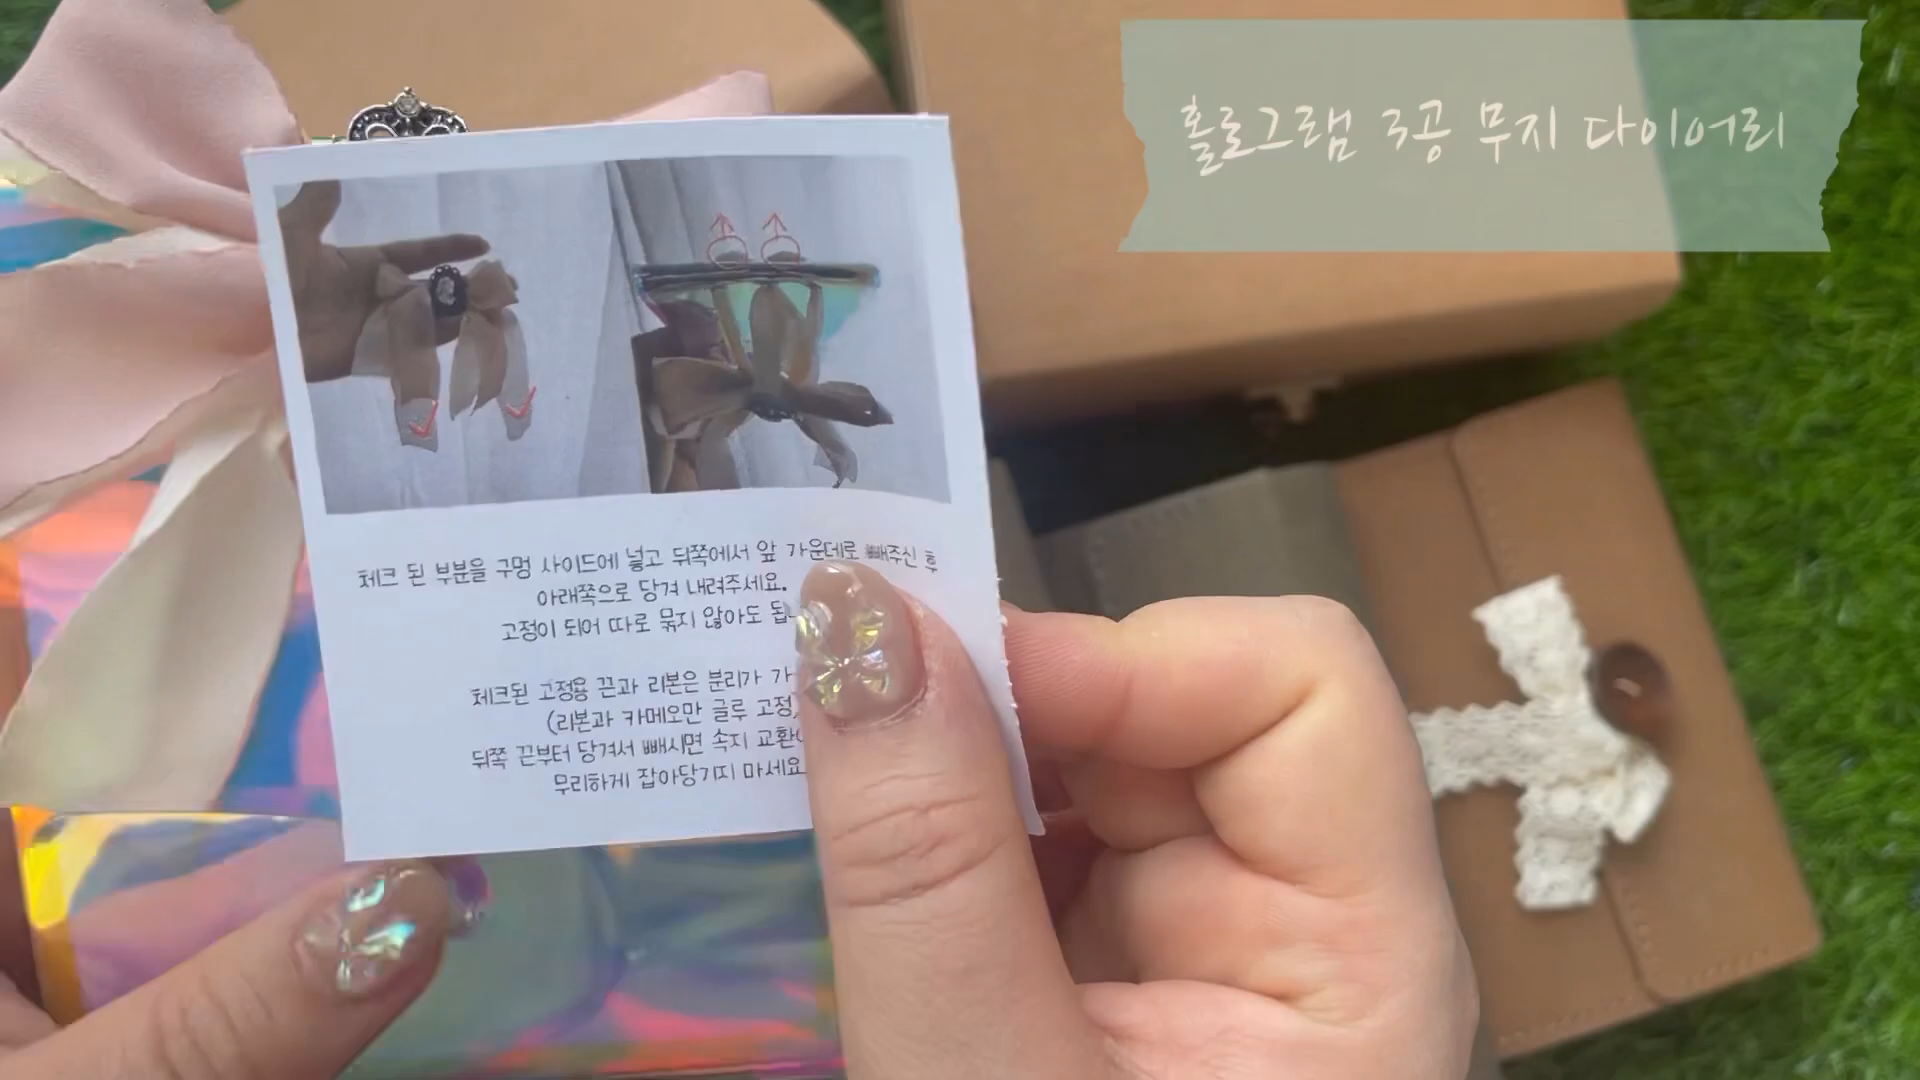 홀로그램 3공 무지 다이어리
체크 된 부분을 구멍 사이드에 넣고 뒤쪽에서 앞 가운데로 빼주신 후
아래쪽으로 당겨 내려주세요.
고정이 되어 따로 묶지 않아도
체크된 고정용 끈과 리본은 분리가
(리본과 카메오만 글루 고정)
뒤쪽 끈부터 당겨서 빼시면 속지
무리하게 잡아당기지 마세요